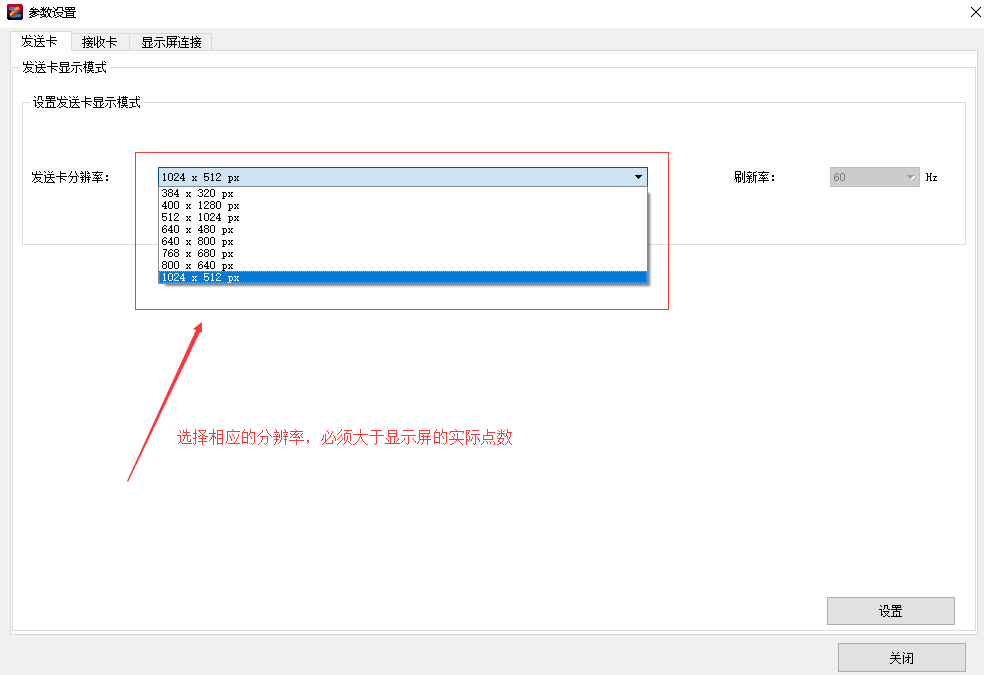 参数设置
发送卡 接收卡 显示屏连接
发送卡显示模式
设置发送卡显示模式
发送卡分辨率: 1024 x 512 px 刷新率: 60 Hz
384 x 320 px
400 x 1280 px
512 x 1024 px
640 x 480 px
640 x 800 px
768 x 680 px
800 x 640 px
1024 x 512 px
选择相应的分辨率，必须大于显示屏的实际点数
设置
关闭